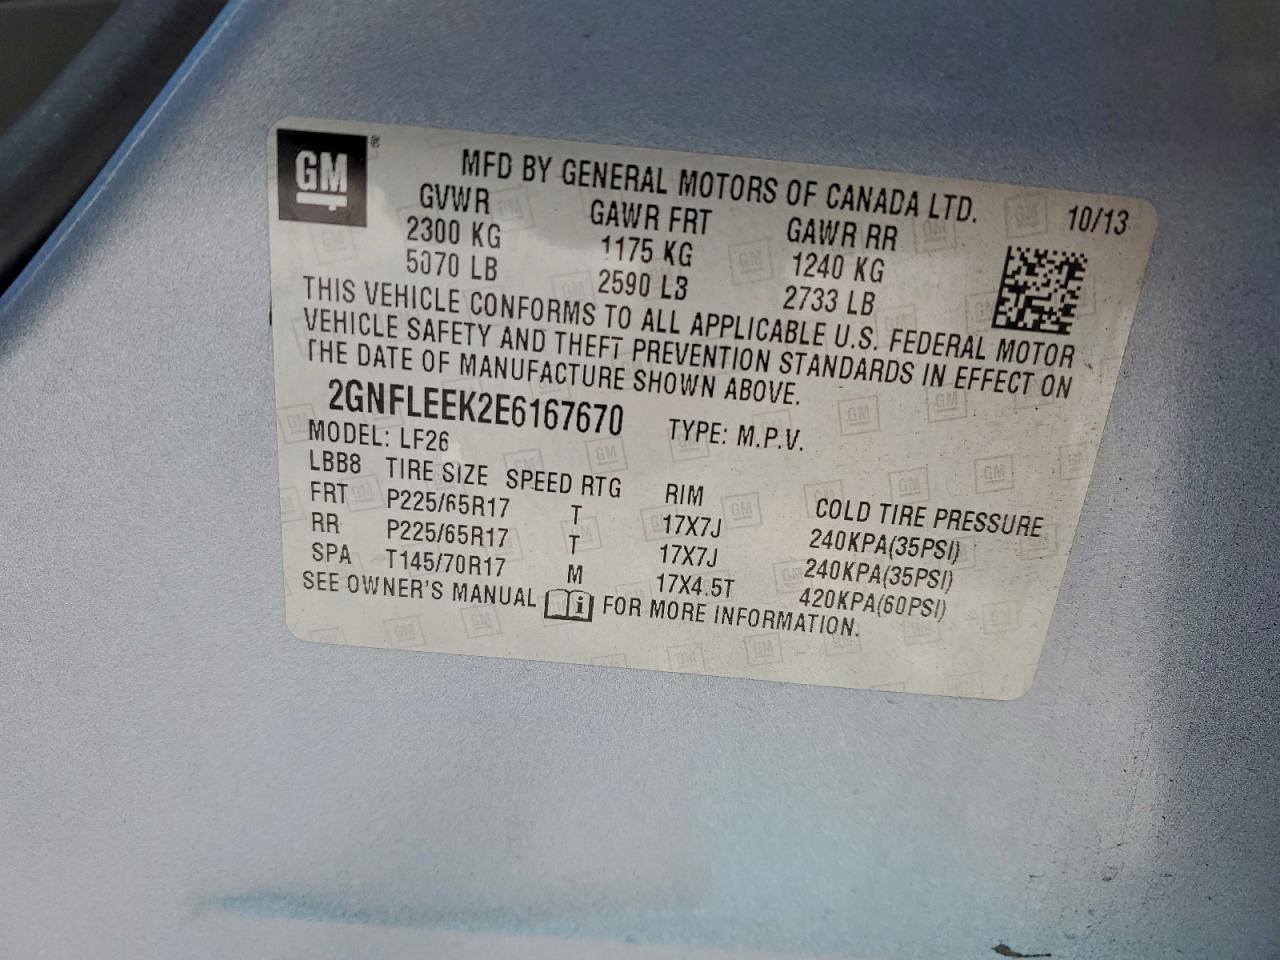 GM ®
MFD BY GENERAL MOTORS OF CANADA LTD. 10/13
GVWR GAWR FRT GAWR RR
2300 KG 1175 KG 1240 KG
5070 LB 2590 LB 2733 LB
THIS VEHICLE CONFORMS TO ALL APPLICABLE U.S. FEDERAL MOTOR
VEHICLE SAFETY AND THEFT PREVENTION STANDARDS IN EFFECT ON
THE DATE OF MANUFACTURE SHOWN ABOVE.
2GNFLEEK2E6167670 TYPE: M.P.V.
MODEL: LF26
LBB8 TIRE SIZE SPEED RTG RIM COLD TIRE PRESSURE
FRT P225/65R17 T 17X7J 240KPA(35PSI)
RR P225/65R17 T 17X7J 240KPA(35PSI)
SPA T145/70R17 M 17X4.5T 420KPA(60PSI)
SEE OWNER'S MANUAL i FOR MORE INFORMATION.